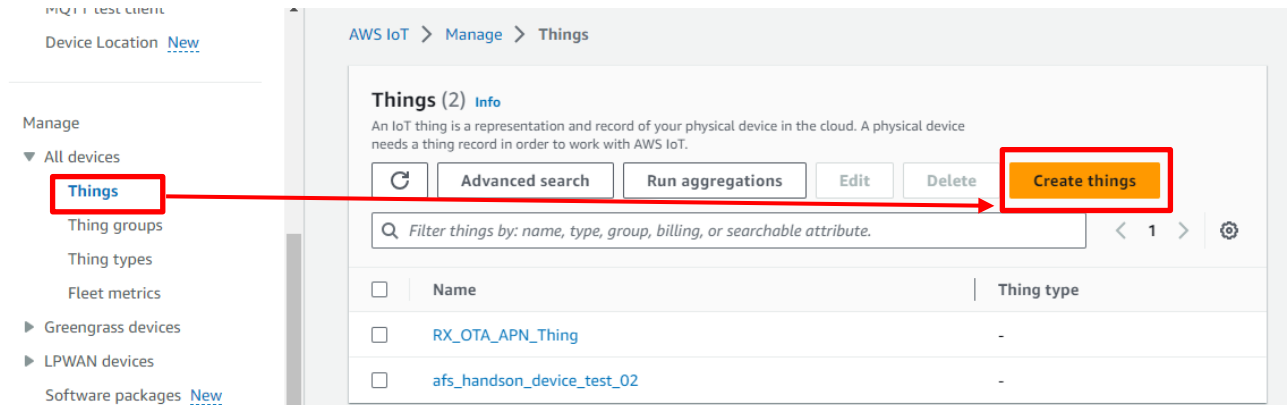 MQTT test client
Device Location New
Manage
All devices
Things
Thing groups
Thing types
Fleet metrics
Greengrass devices
LPWAN devices
Software packages New
AWS IoT > Manage > Things
Things (2) Info
An IoT thing is a representation and record of your physical device in the cloud. A physical device
needs a thing record in order to work with AWS IoT.
Advanced search Run aggregations Edit Delete Create things
Filter things by: name, type, group, billing, or searchable attribute. < 1 >
Name Thing type
RX_OTA_APN_Thing -
afs_handson_device_test_02 -